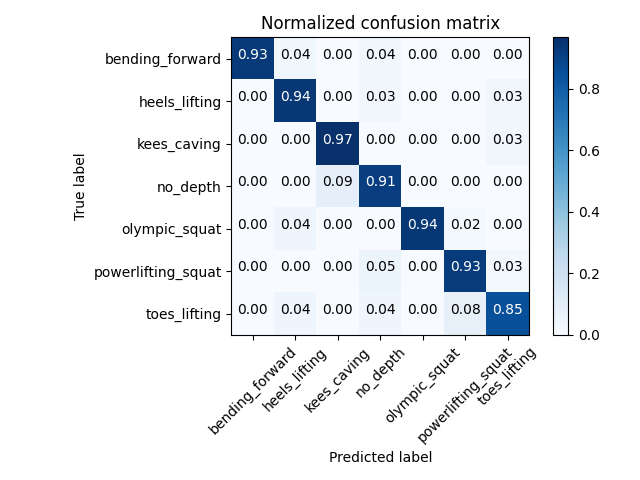 Normalized confusion matrix
bending_forward 0.93 0.04 0.00 0.04 0.00 0.00 0.00
heels_lifting 0.00 0.94 0.00 0.03 0.00 0.00 0.03
kees_caving 0.00 0.00 0.97 0.00 0.00 0.00 0.03
no_depth 0.00 0.00 0.09 0.91 0.00 0.00 0.00
olympic_squat 0.00 0.04 0.00 0.00 0.94 0.02 0.00
powerlifting_squat 0.00 0.00 0.00 0.05 0.00 0.93 0.03
toes_lifting 0.00 0.04 0.00 0.04 0.00 0.08 0.85
True label
bending_forward
heels_lifting
kees_caving
no_depth
olympic_squat
powerlifting_squat
toes_lifting
Predicted label
0.8
0.6
0.4
0.2
0.0